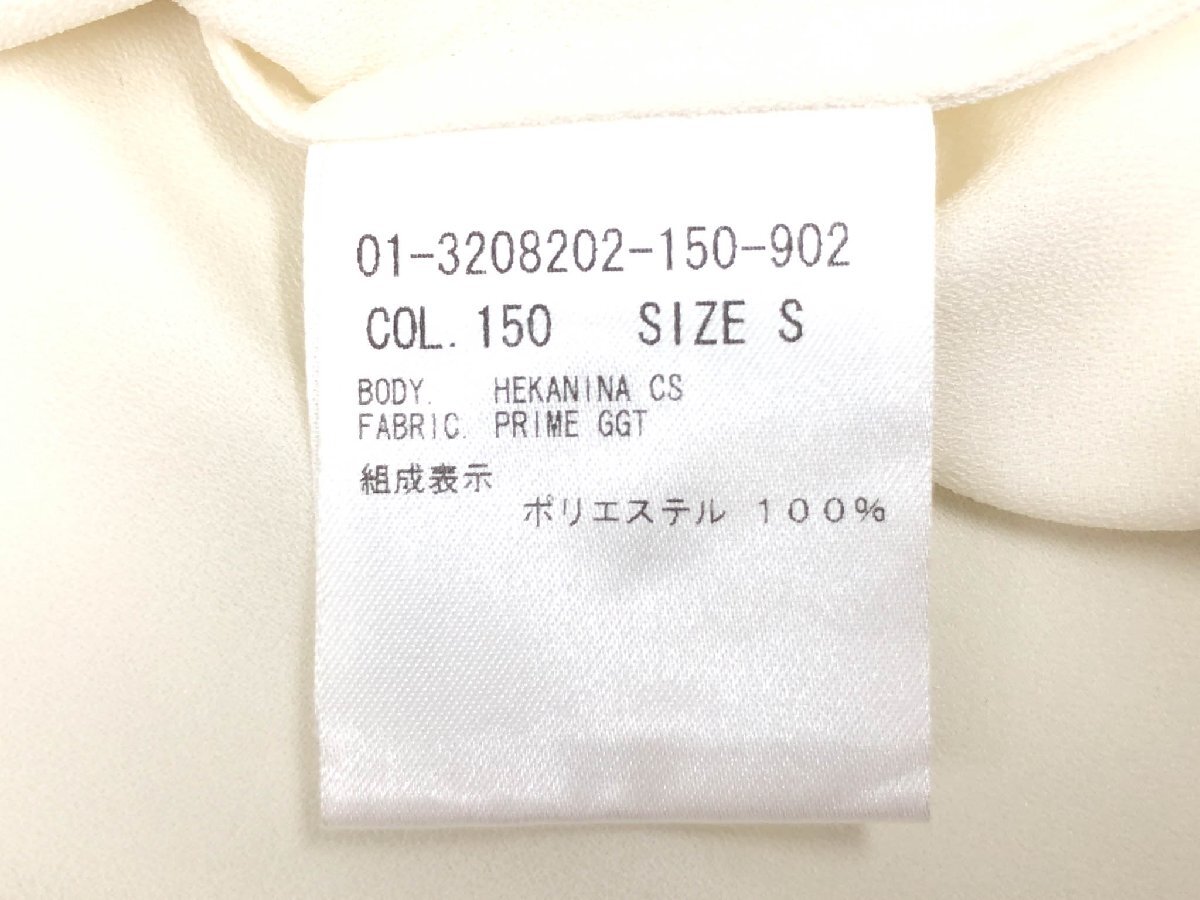 01-3208202-150-902
COL. 150 SIZE S
BODY. HEKANINA CS
FABRIC. PRIME GGT
組成表示
ポリエステル 100%